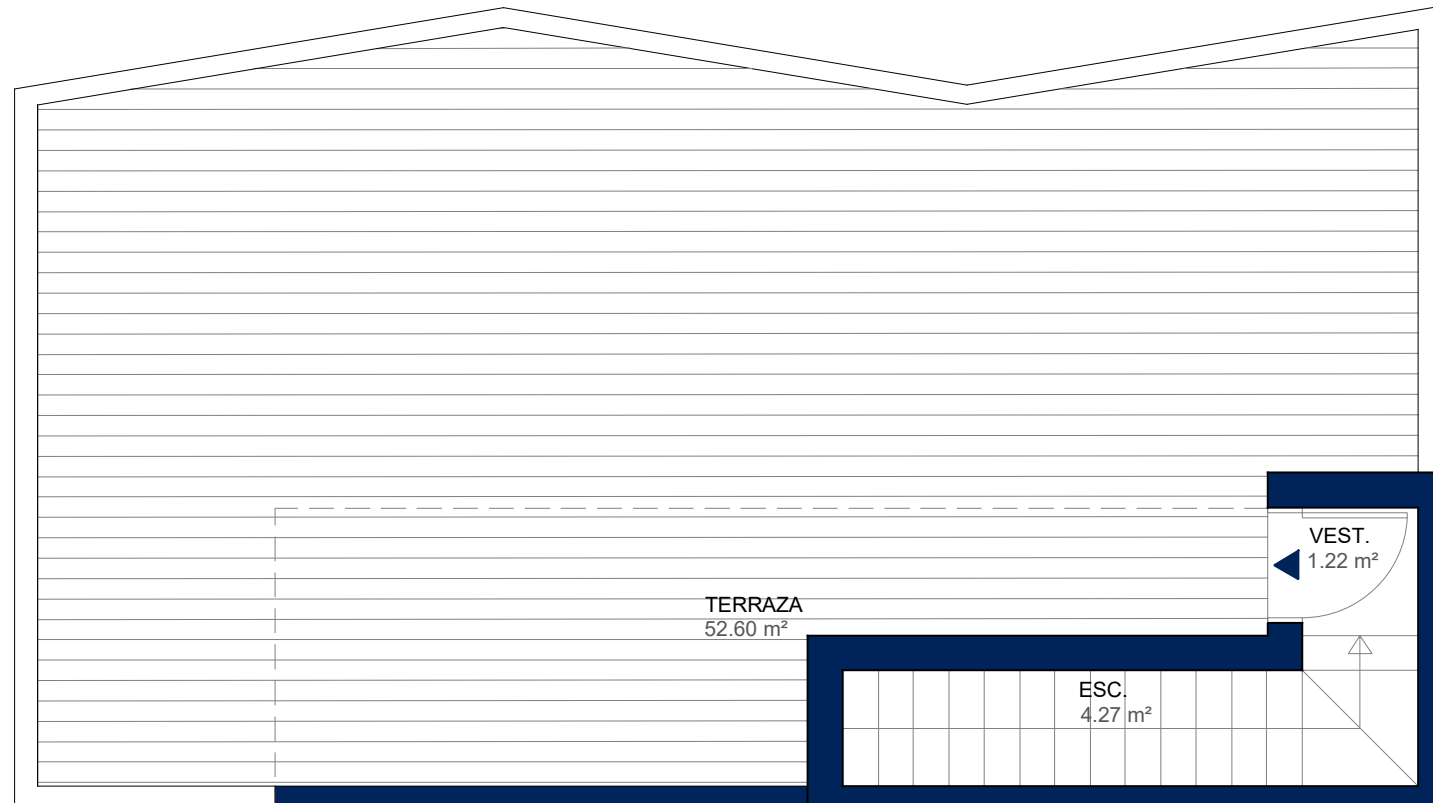 VEST.
1.22 m²
TERRAZA
52.60 m²
ESC.
4.27 m²